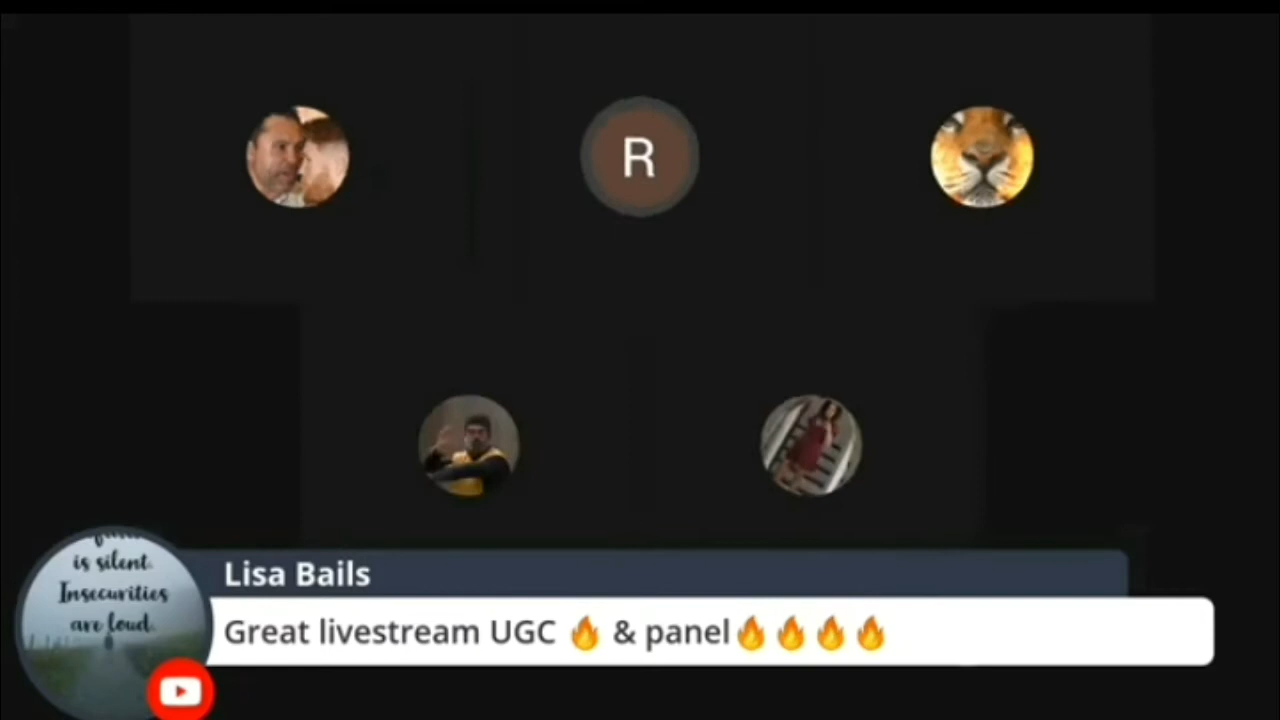 R
is silent.
Insecurities
are loud.
Lisa Bails
Great livestream UGC 🔥 & panel🔥🔥🔥🔥